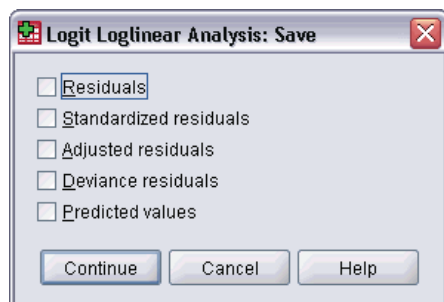 Logit Loglinear Analysis: Save
Residuals
Standardized residuals
Adjusted residuals
Deviance residuals
Predicted values
Continue Cancel Help